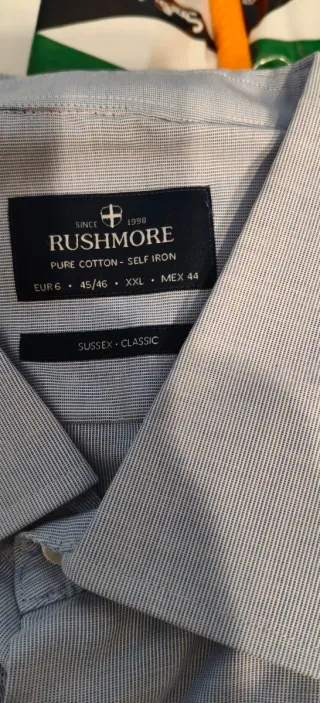 SINCE 1998
RUSHMORE
PURE COTTON - SELF IRON
EUR 6 • 45/46 • XXL • MEX 44
SUSSEX • CLASSIC